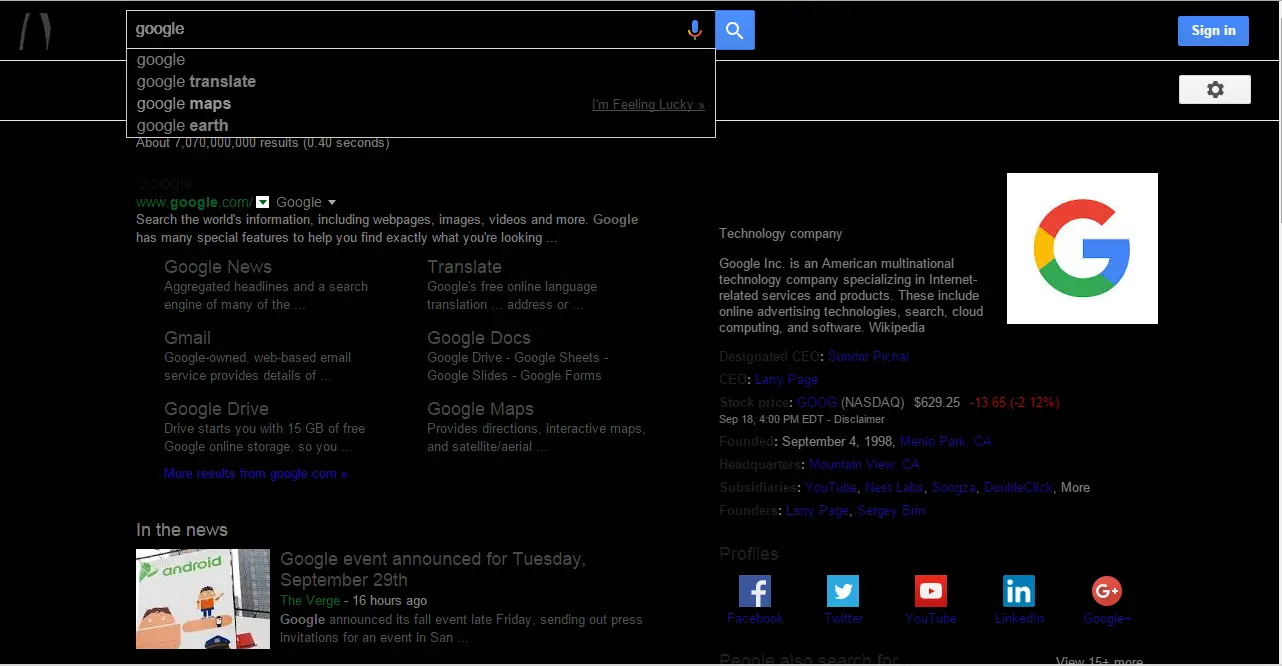 google
Sign in
google
google translate
google maps
I'm Feeling Lucky »
google earth
About 7,070,000,000 results (0.40 seconds)
Google
www.google.com/ Google
Search the world's information, including webpages, images, videos and more. Google
has many special features to help you find exactly what you're looking ...
Google News
Aggregated headlines and a search
engine of many of the ...
Translate
Google's free online language
translation ... address or ...
Gmail
Google-owned, web-based email
service provides details of ...
Google Docs
Google Drive - Google Sheets -
Google Slides - Google Forms
Google Drive
Drive starts you with 15 GB of free
Google online storage, so you ...
Google Maps
Provides directions, interactive maps,
and satellite/aerial ...
More results from google.com »
In the news
android
Google event announced for Tuesday,
September 29th
The Verge - 16 hours ago
Google announced its fall event late Friday, sending out press
invitations for an event in San ...
Technology company
Google Inc. is an American multinational
technology company specializing in Internet-
related services and products. These include
online advertising technologies, search, cloud
computing, and software. Wikipedia
G
Designated CEO: Sundar Pichai
CEO: Larry Page
Stock price: GOOG (NASDAQ) $629.25 -13.65 (-2.12%)
Sep 18, 4:00 PM EDT - Disclaimer
Founded: September 4, 1998, Menlo Park, CA
Headquarters: Mountain View, CA
Subsidiaries: YouTube, Nest Labs, Songza, DoubleClick, More
Founders: Larry Page, Sergey Brin
Profiles
f
in
G+
Facebook
Twitter
YouTube
LinkedIn
Google+
People also search for
View 15+ more